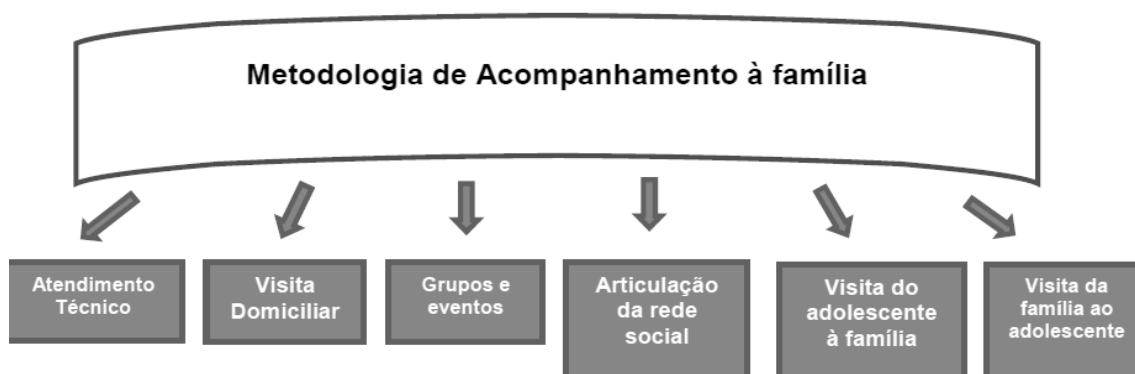 Metodologia de Acompanhamento à família
Atendimento
Técnico
Visita
Domiciliar
Grupos e
eventos
Articulação
da rede
social
Visita do
adolescente
à família
Visita da
família ao
adolescente